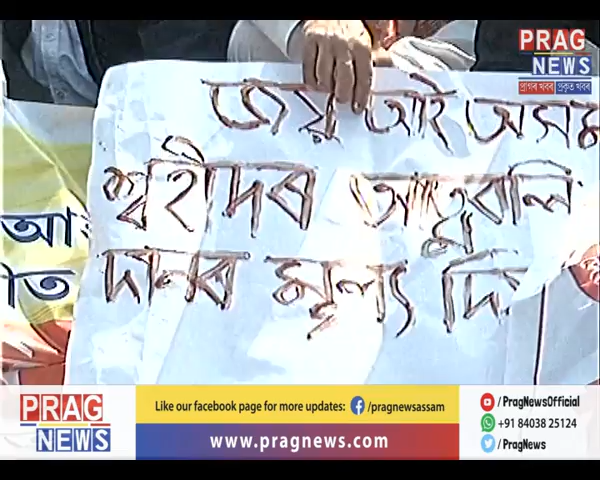 PRAG
NEWS
প্ৰাগৰ খবৰ প্ৰকৃত খবৰ
জয় আই অসম
শ্বহীদৰ আত্মবলি
দানৰ মূল্য দি
আ
ীত
PRAG
NEWS
Like our facebook page for more updates: /pragnewsassam
www.pragnews.com
/PragNewsOfficial
+91 84038 25124
/PragNews